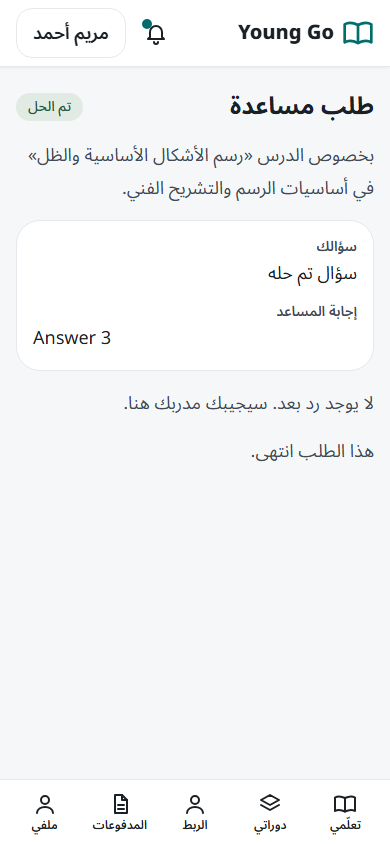 Young Go
مريم أحمد
طلب مساعدة
تم الحل
بخصوص الدرس «رسم الأشكال الأساسية والظل»
في أساسيات الرسم والتشريح الفني.
سؤالك
سؤال تم حله
إجابة المساعد
Answer 3
لا يوجد رد بعد. سيجيبك مدربك هنا.
هذا الطلب انتهى.
تعلّمي
دوراتي
الربط
المدفوعات
ملفي